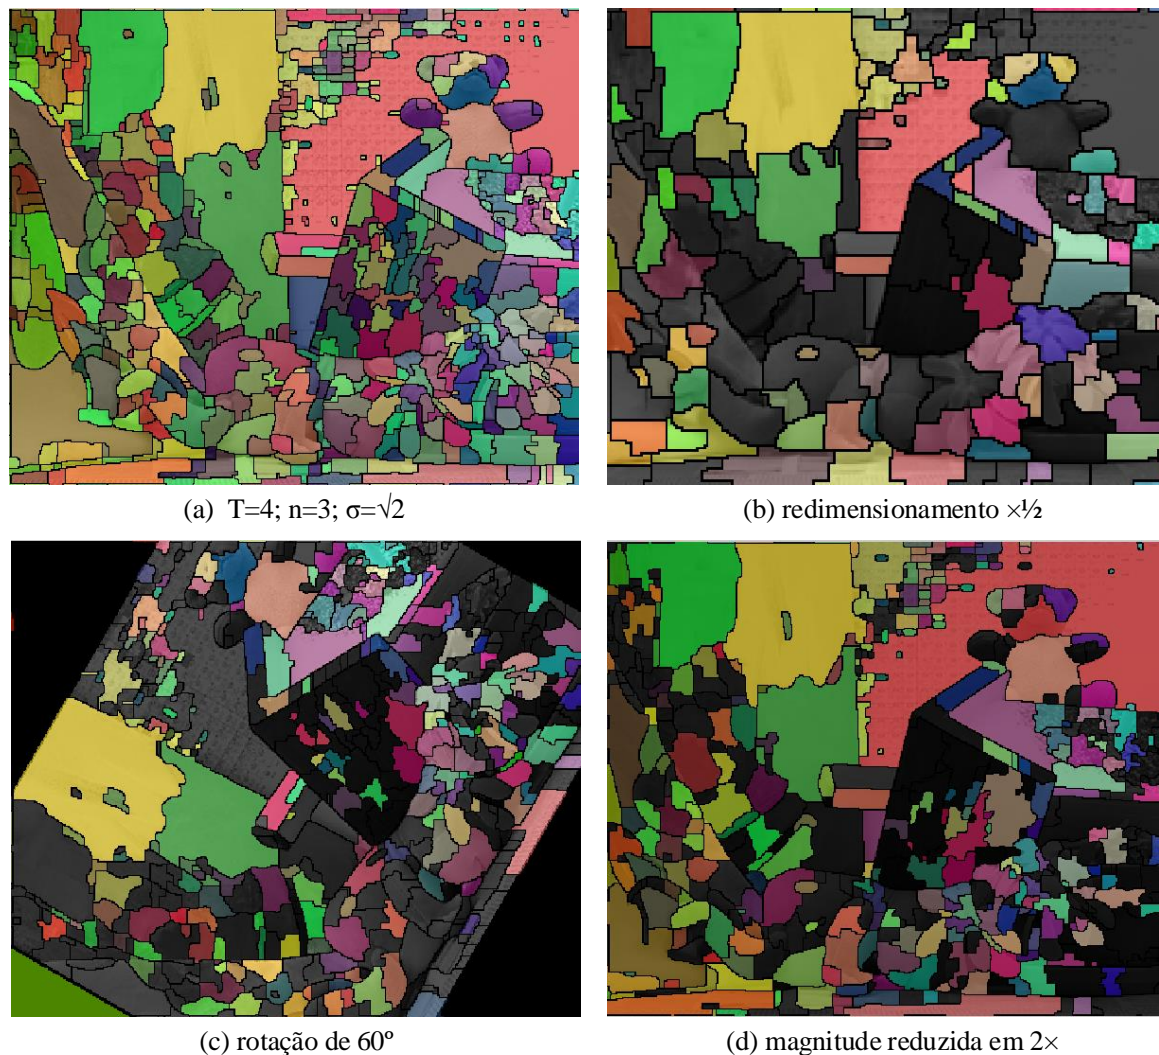 (a) T=4; n=3; σ=√2
(b) redimensionamento ×½
(c) rotação de 60º
(d) magnitude reduzida em 2×